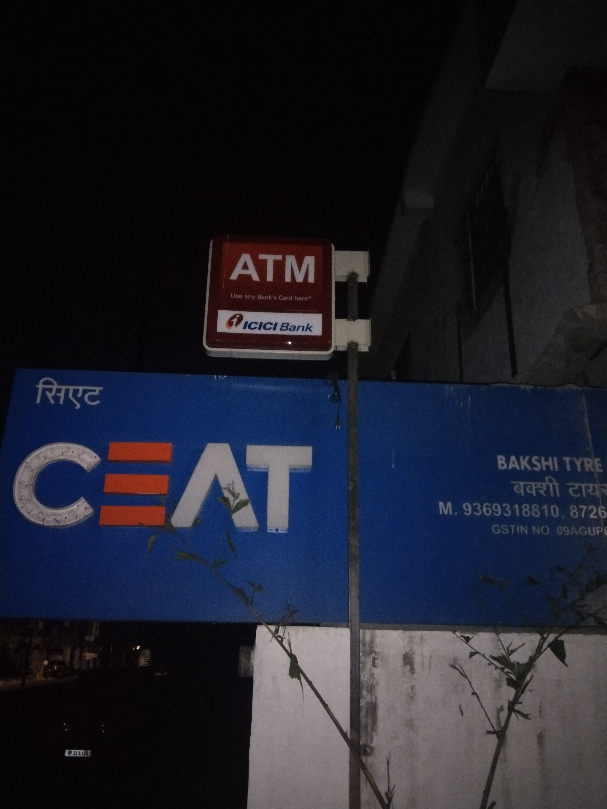 ATM
Use any Bank's Card here*
ICICI Bank
सिएट
CEAT
BAKSHI TYRE
बक्शी टायर
M. 9369318810, 8726
GSTIN NO. 09AGUP